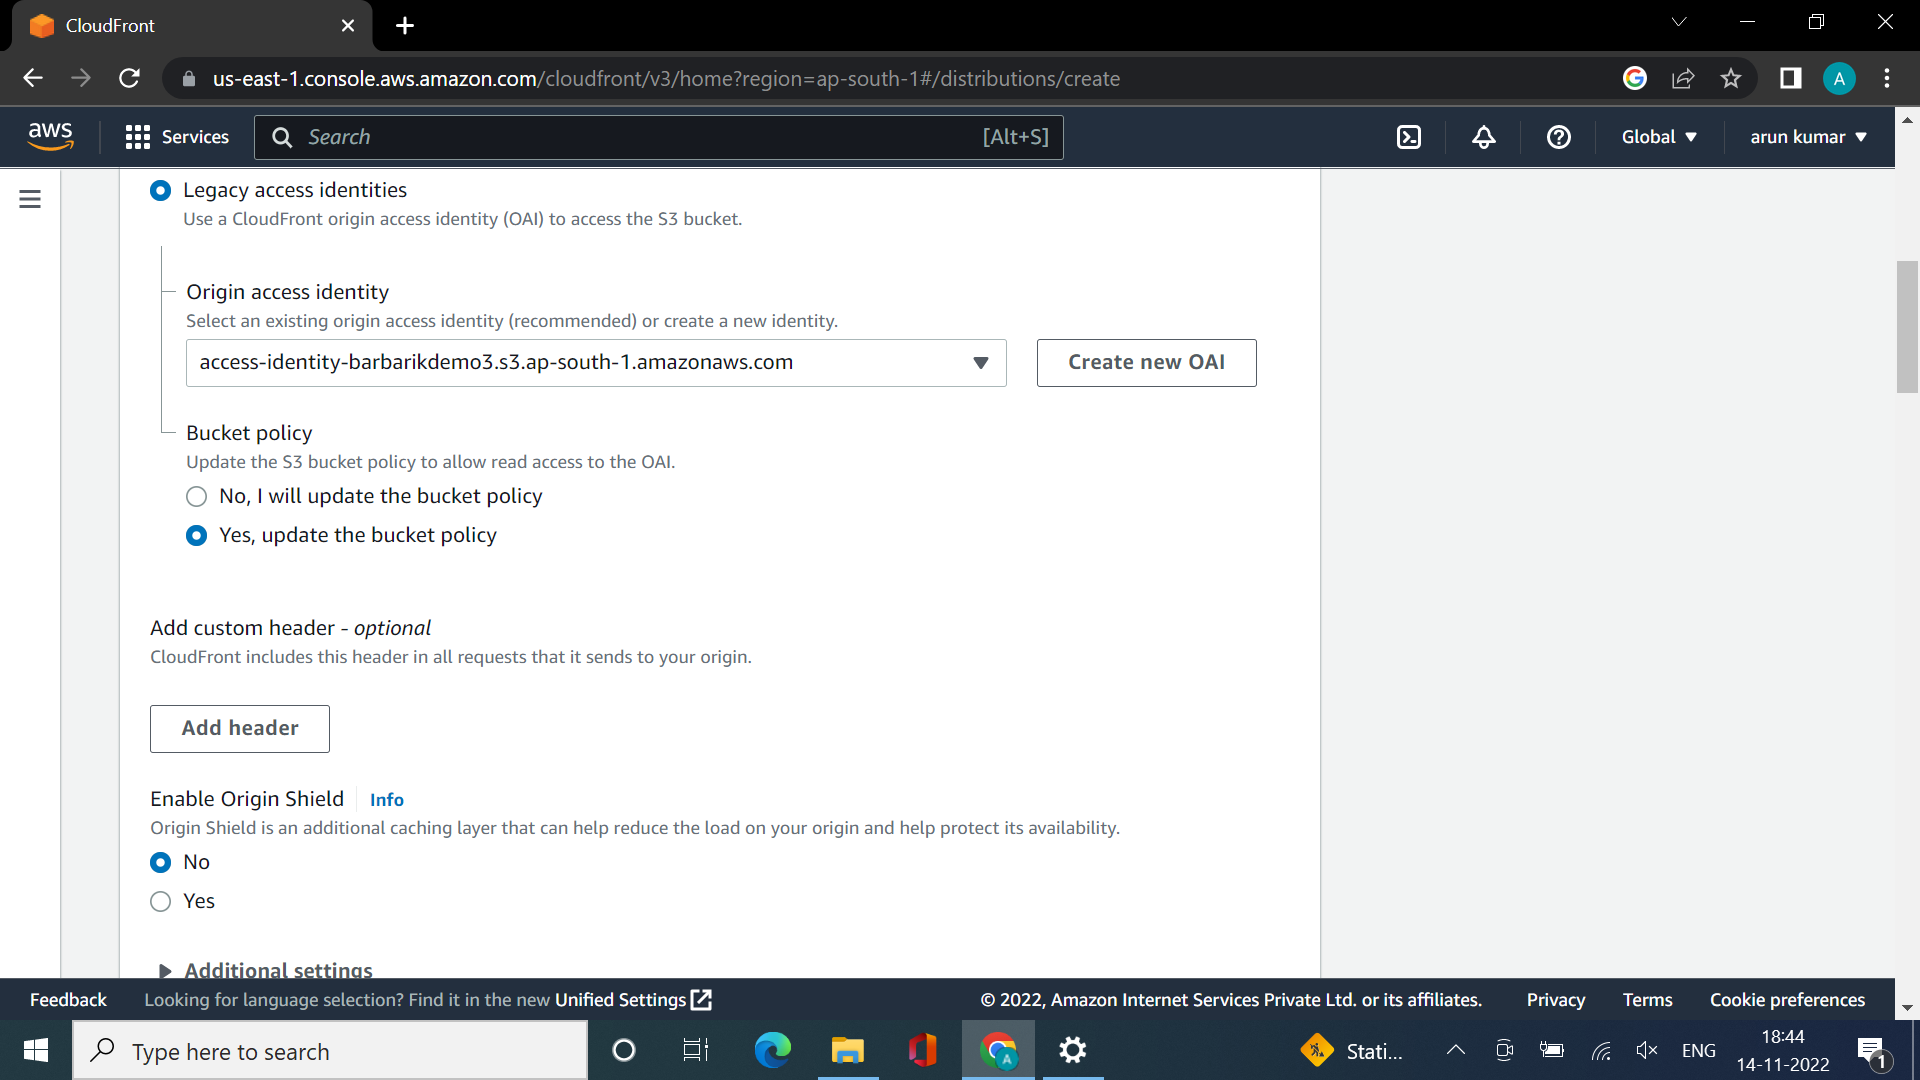 CloudFront
us-east-1.console.aws.amazon.com/cloudfront/v3/home?region=ap-south-1#/distributions/create
A
aws
Services
Search
[Alt+S]
Global
arun kumar
Legacy access identities
Use a CloudFront origin access identity (OAI) to access the S3 bucket.
Origin access identity
Select an existing origin access identity (recommended) or create a new identity.
access-identity-barbarikdemo3.s3.ap-south-1.amazonaws.com
Create new OAI
Bucket policy
Update the S3 bucket policy to allow read access to the OAI.
No, I will update the bucket policy
Yes, update the bucket policy
Add custom header - optional
CloudFront includes this header in all requests that it sends to your origin.
Add header
Enable Origin Shield
Info
Origin Shield is an additional caching layer that can help reduce the load on your origin and help protect its availability.
No
Yes
Additional settings
Feedback
Looking for language selection? Find it in the new Unified Settings
© 2022, Amazon Internet Services Private Ltd. or its affiliates.
Privacy
Terms
Cookie preferences
Type here to search
A
Stati...
ENG
18:44
14-11-2022
1